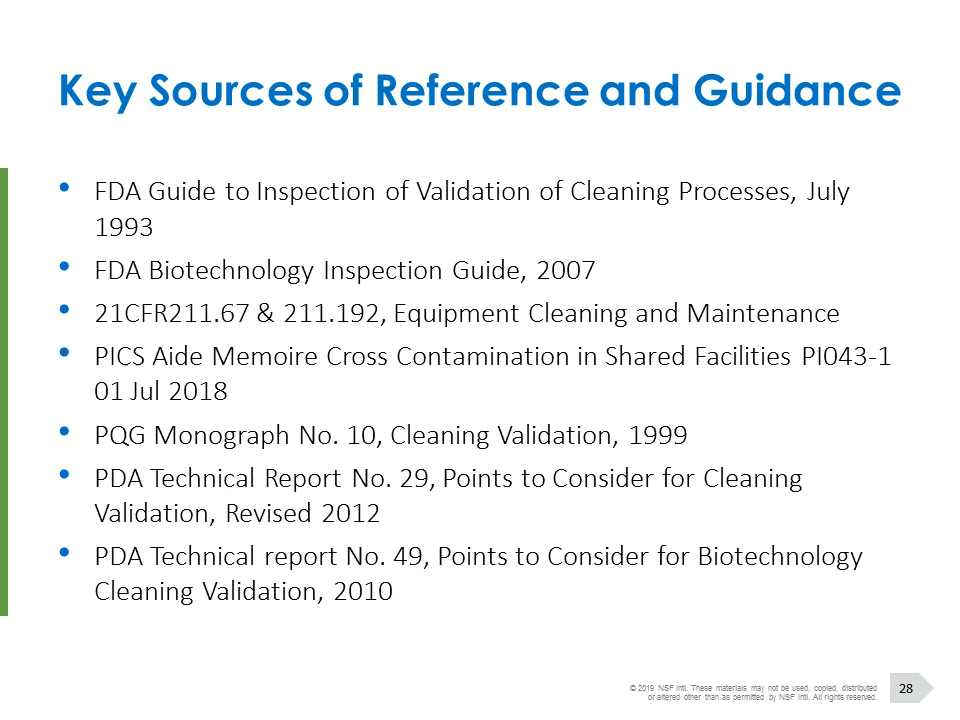 Key Sources of Reference and Guidance
• FDA Guide to Inspection of Validation of Cleaning Processes, July
1993
• FDA Biotechnology Inspection Guide, 2007
• 21CFR211.67 & 211.192, Equipment Cleaning and Maintenance
• PICS Aide Memoire Cross Contamination in Shared Facilities PI043-1
01 Jul 2018
• PQG Monograph No. 10, Cleaning Validation, 1999
• PDA Technical Report No. 29, Points to Consider for Cleaning
Validation, Revised 2012
• PDA Technical report No. 49, Points to Consider for Biotechnology
Cleaning Validation, 2010
© 2019 NSF Intl. These materials may not be used, copied, distributed
or altered other than as permitted by NSF Intl. All rights reserved.
28